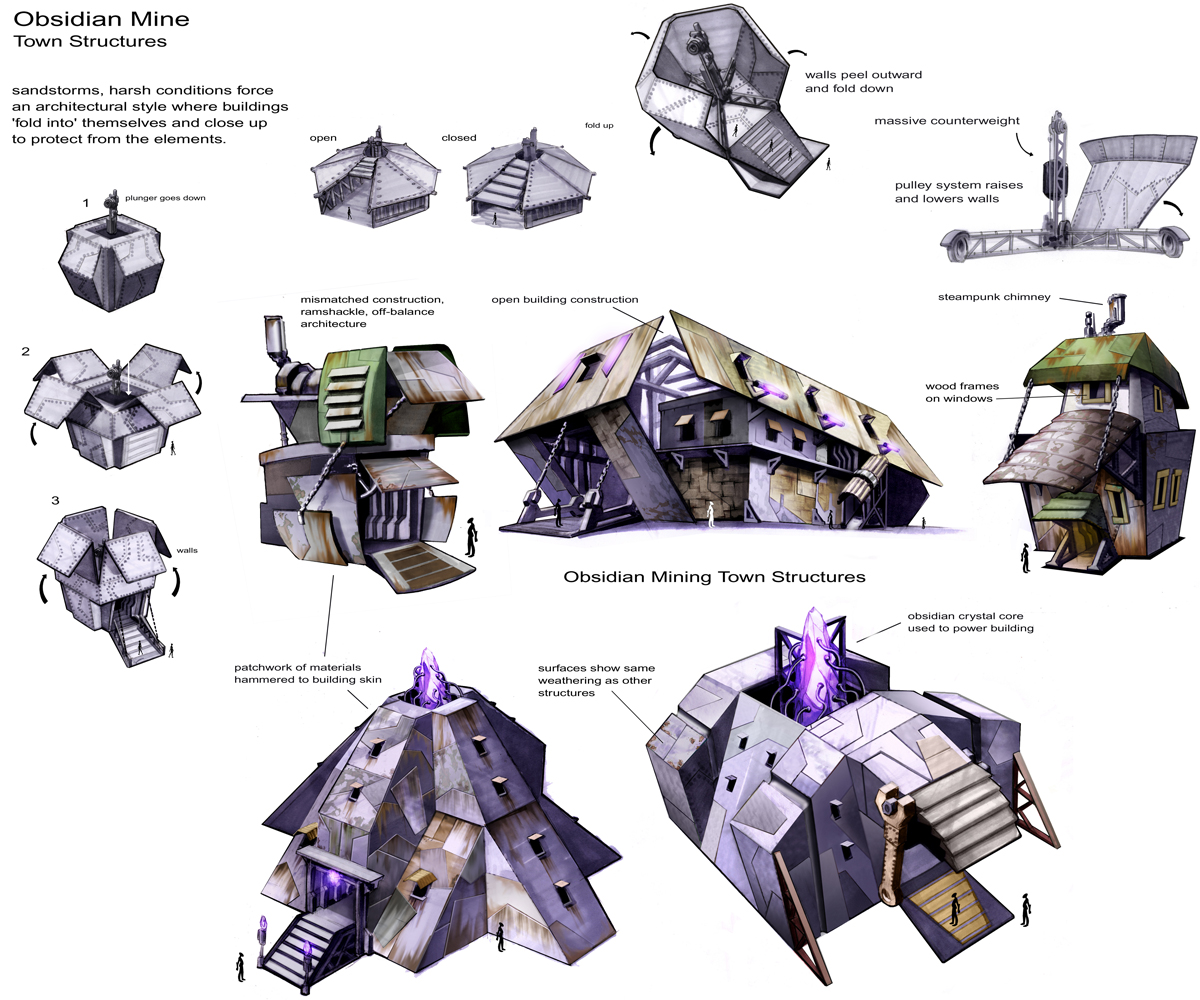 Obsidian Mine
Town Structures
sandstorms, harsh conditions force
an architectural style where buildings
'fold into' themselves and close up
to protect from the elements.
open
closed
fold up
walls peel outward
and fold down
massive counterweight
pulley system raises
and lowers walls
1
plunger goes down
2
3
walls
mismatched construction,
ramshackle, off-balance
architecture
open building construction
steampunk chimney
wood frames
on windows
Obsidian Mining Town Structures
patchwork of materials
hammered to building skin
surfaces show same
weathering as other
structures
obsidian crystal core
used to power building